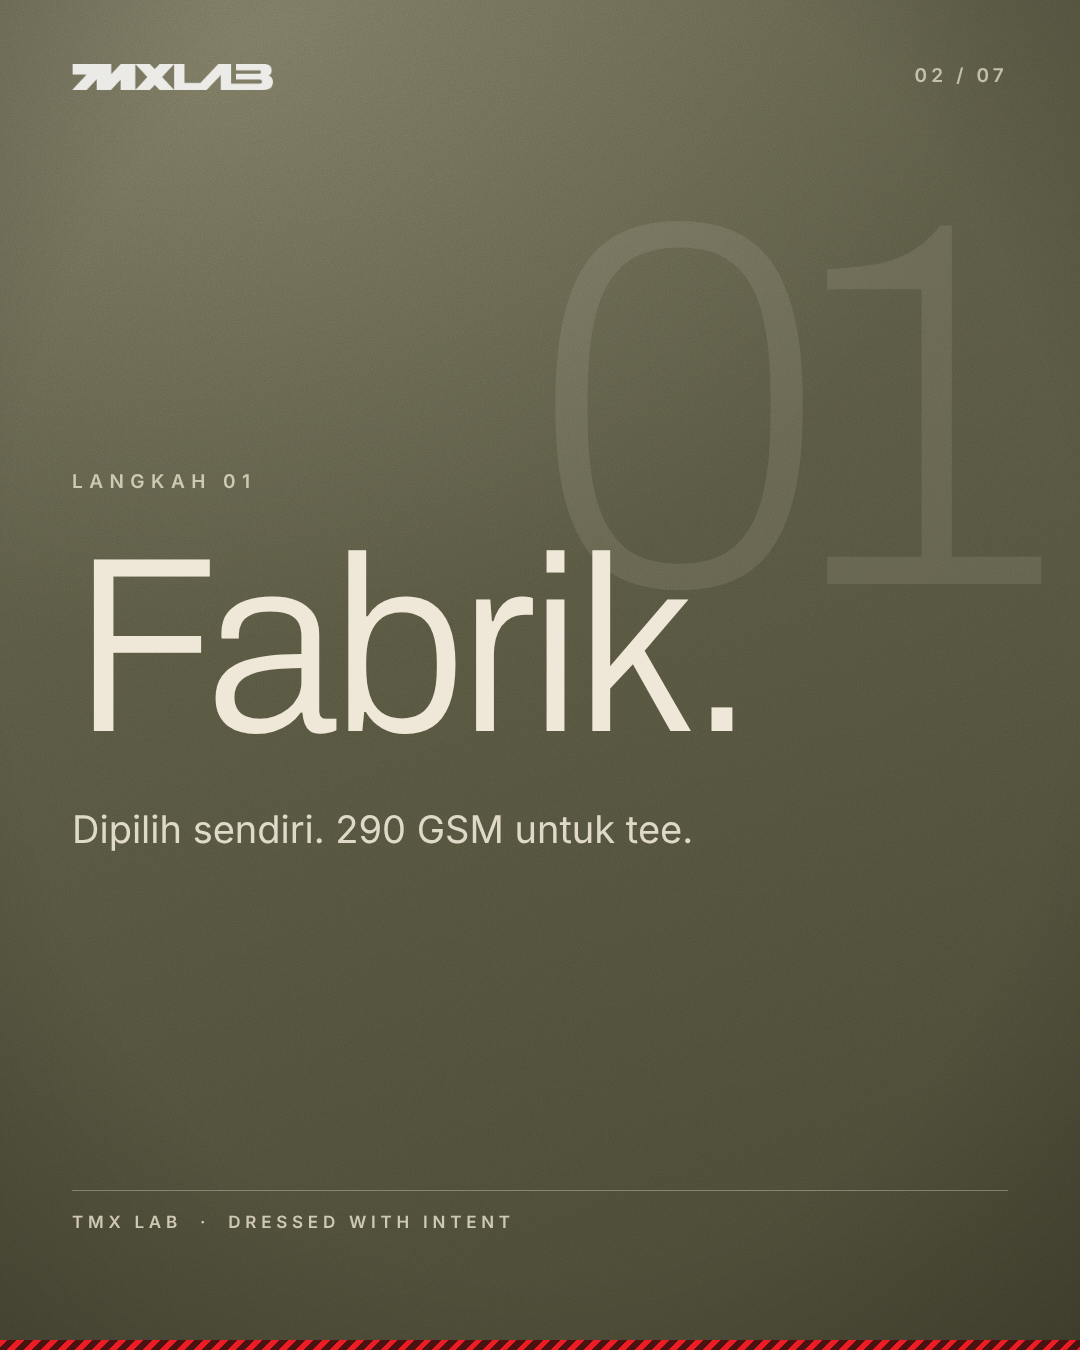 TMXLAB
02 / 07
01
LANGKAH 01
Fabrik.
Dipilih sendiri. 290 GSM untuk tee.
TMX LAB · DRESSED WITH INTENT